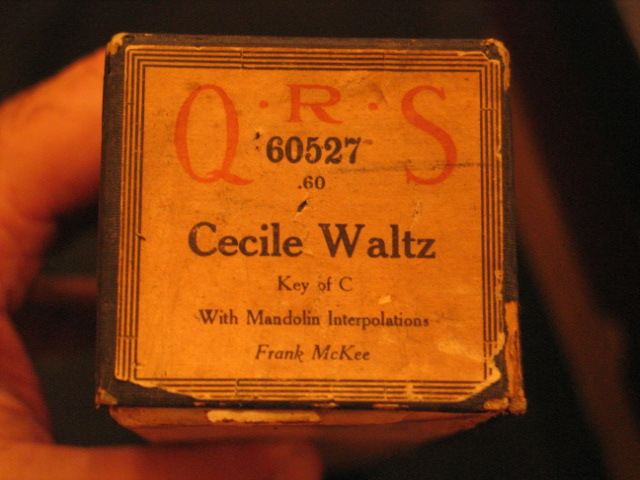 Q·R·S
60527
.60
Cecile Waltz
Key of C
With Mandolin Interpolations
Frank McKee